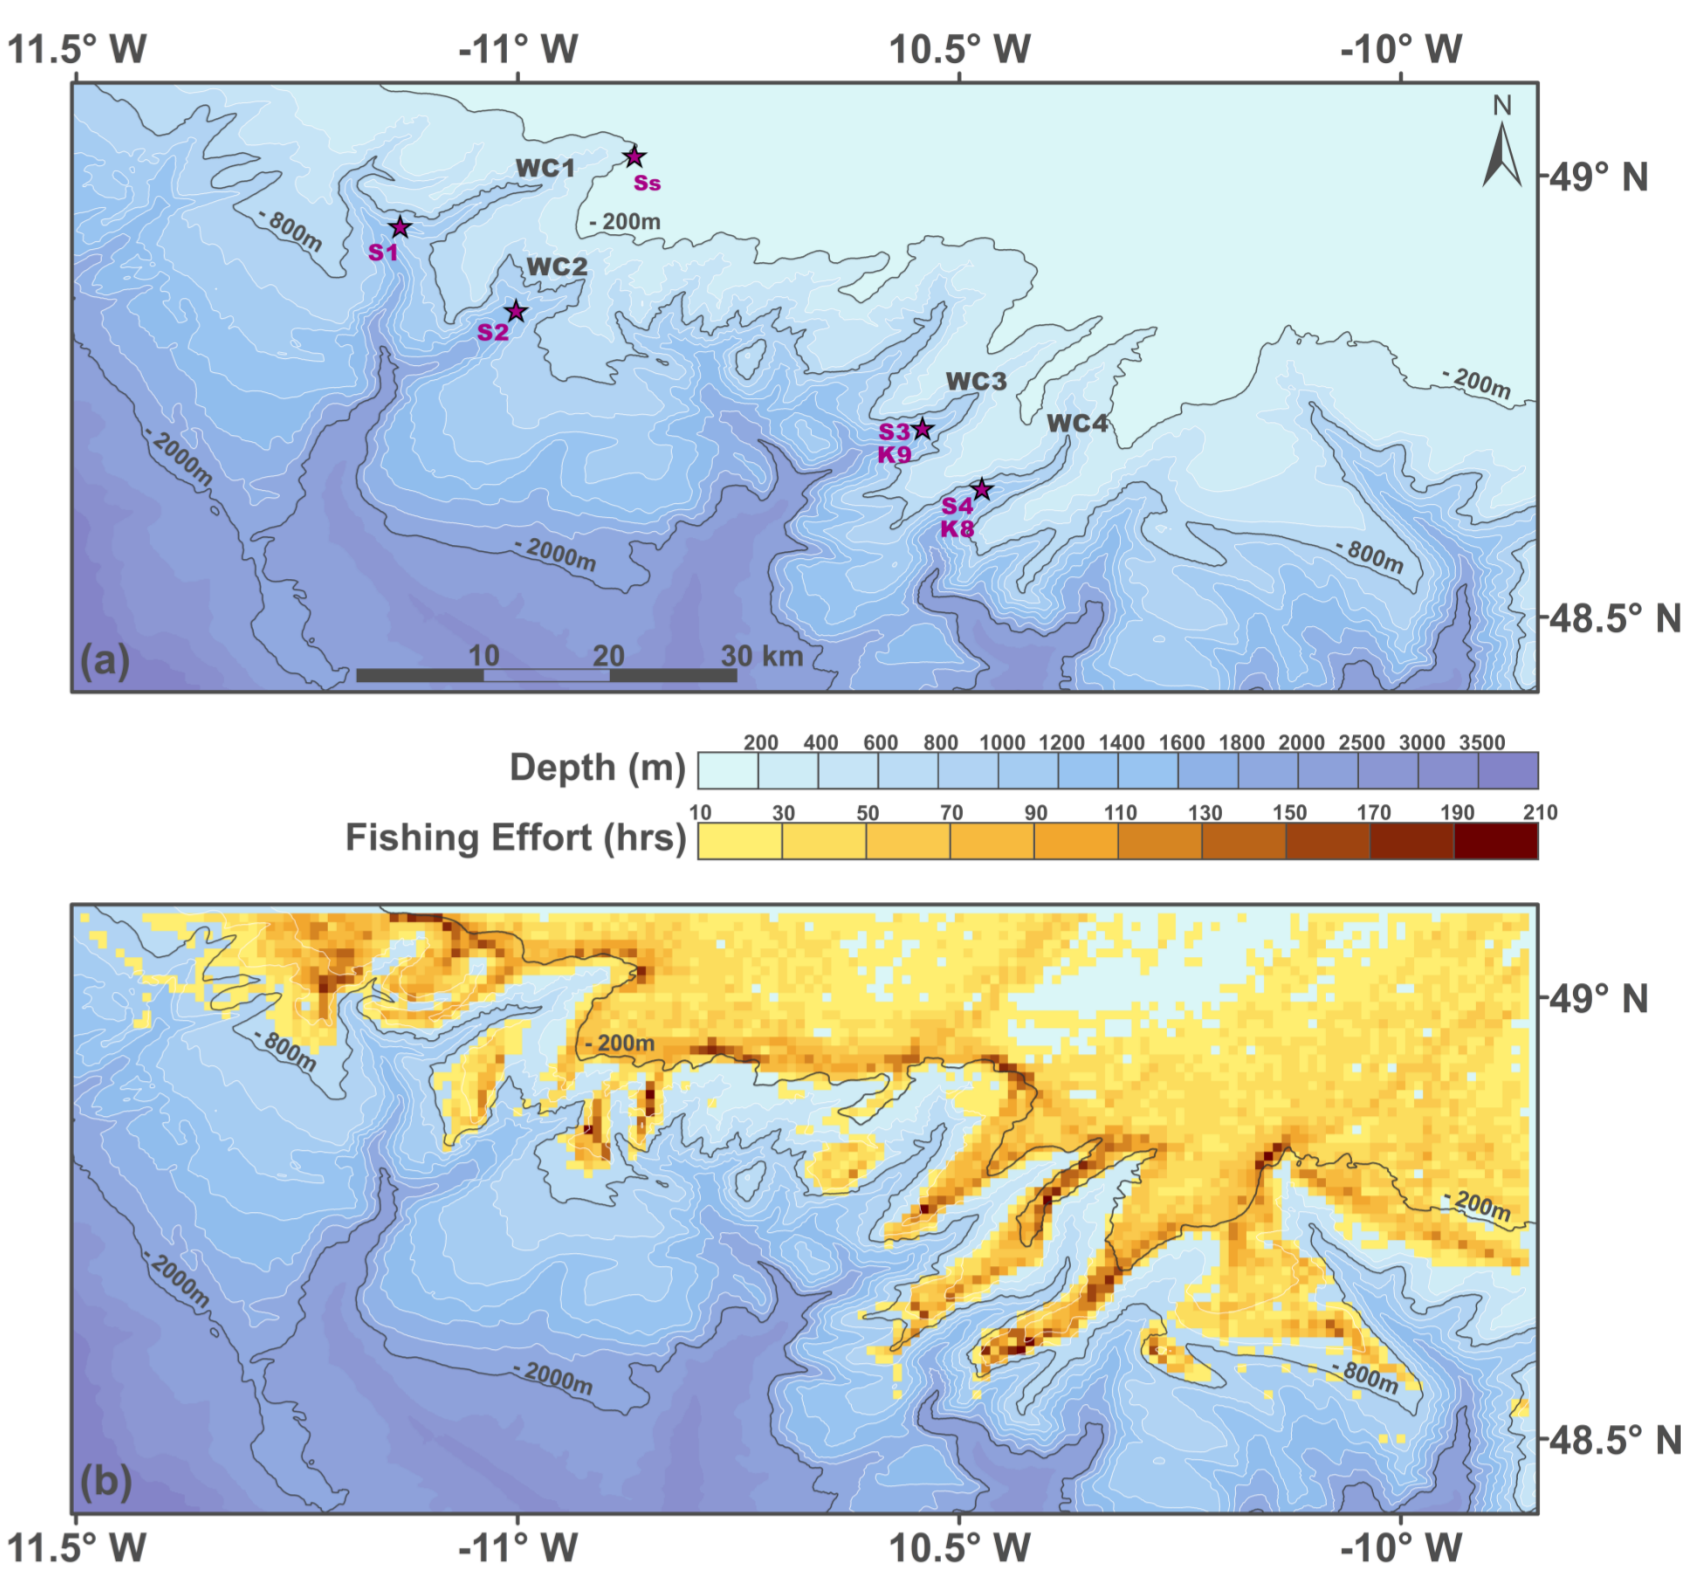 11.5° W -11° W 10.5° W -10° W
N
WC1
Ss
49° N
- 800m
- 200m
S1
WC2
S2
WC3
- 200m
WC4
S3
K9
- 2000m
S4
K8
- 2000m
- 800m
48.5° N
(a)
10 20 30 km
200 400 600 800 1000 1200 1400 1600 1800 2000 2500 3000 3500
Depth (m)
10 30 50 70 90 110 130 150 170 190 210
Fishing Effort (hrs)
49° N
- 800m
- 200m
- 200m
- 2000m
- 2000m
- 800m
48.5° N
(b)
11.5° W -11° W 10.5° W -10° W